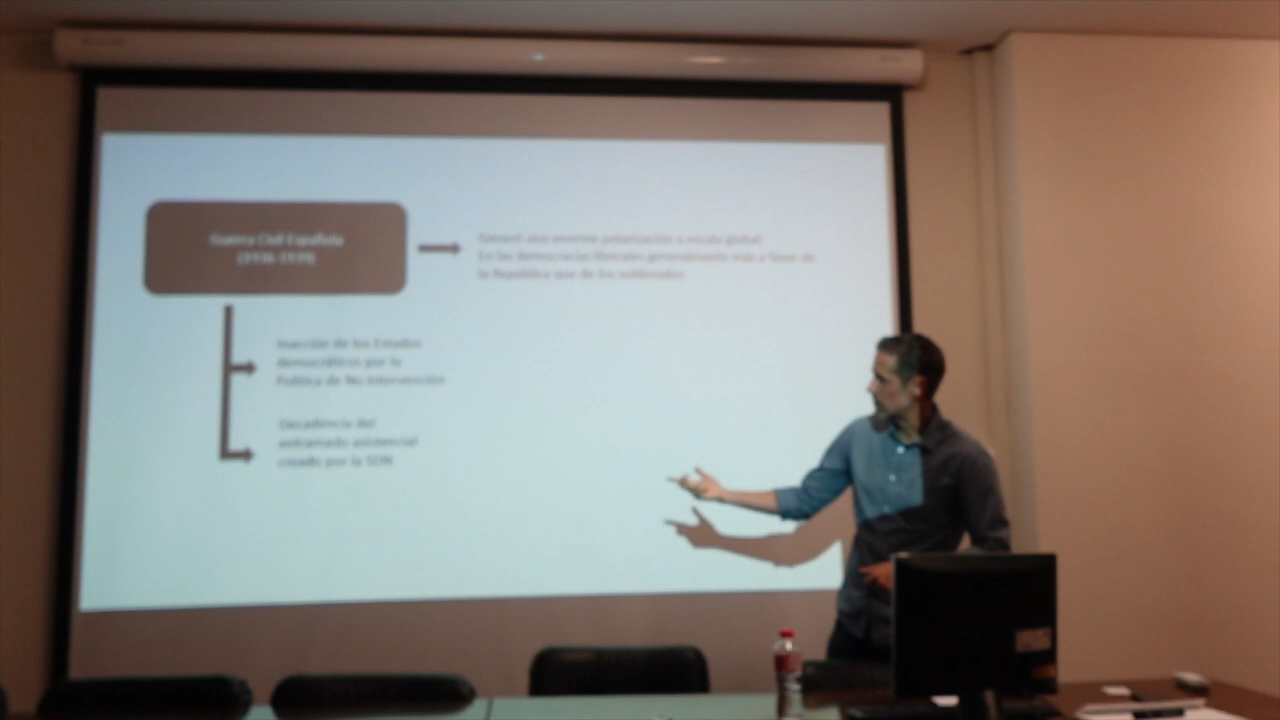 Guerra Civil Española
(1936-1939)
Generó una enorme polarización a escala global
En las democracias liberales generalmente más a favor de
la República que de los sublevados
Inacción de los Estados
democráticos por la
Política de No Intervención
Decadencia del
entramado asistencial
creado por la SDN